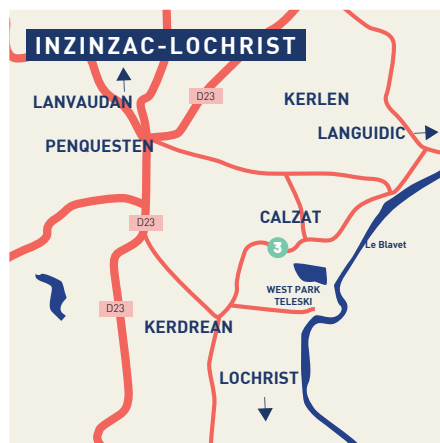 INZINZAC-LOCHRIST
LANVAUDAN
D23
KERLEN
LANGUIDIC
PENQUESTEN
CALZAT
D23
3
Le Blavet
WEST PARK
TELESKI
D23
KERDREAN
LOCHRIST